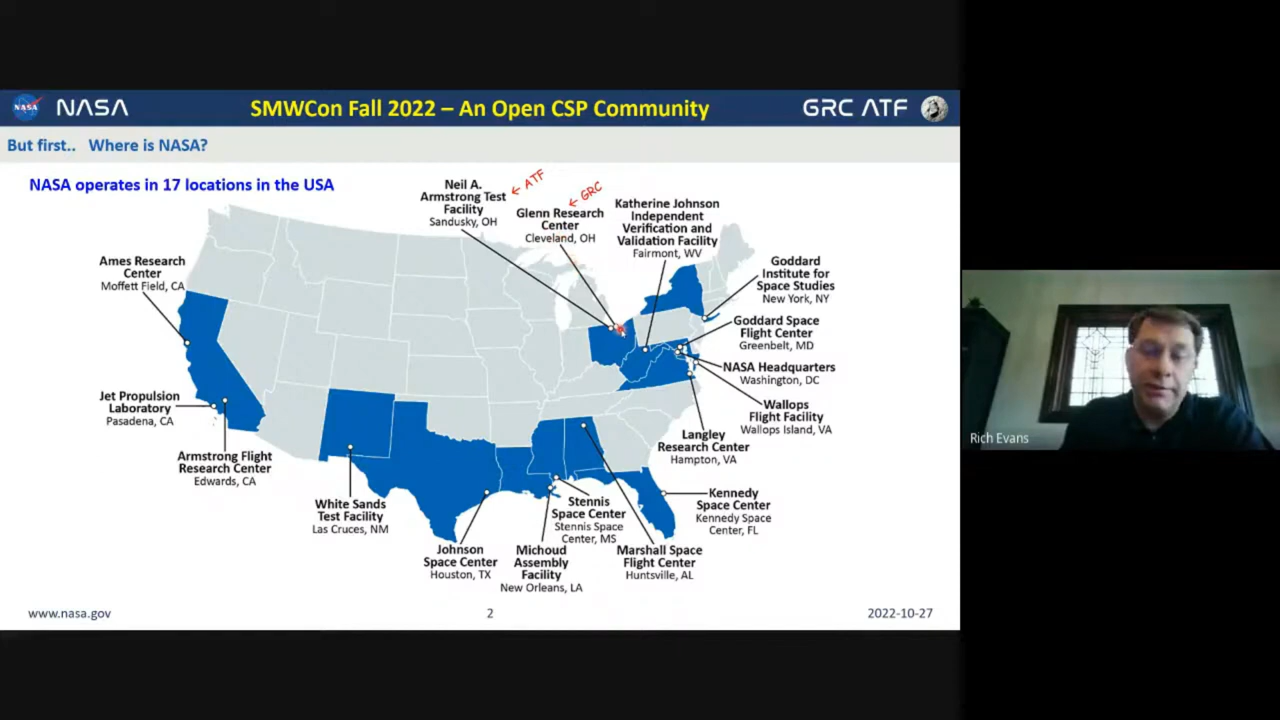 NASA
NASA
SMWCon Fall 2022 – An Open CSP Community
GRC ATF
But first.. Where is NASA?
NASA operates in 17 locations in the USA
Neil A.
Armstrong Test
Facility
Sandusky, OH
← ATF
Glenn Research
Center
Cleveland, OH
← GRC
Katherine Johnson
Independent
Verification and
Validation Facility
Fairmont, WV
Goddard
Institute for
Space Studies
New York, NY
Goddard Space
Flight Center
Greenbelt, MD
NASA Headquarters
Washington, DC
Wallops
Flight Facility
Wallops Island, VA
Langley
Research Center
Hampton, VA
Kennedy
Space Center
Kennedy Space
Center, FL
Marshall Space
Flight Center
Huntsville, AL
Stennis
Space Center
Stennis Space
Center, MS
Michoud
Assembly
Facility
New Orleans, LA
Johnson
Space Center
Houston, TX
White Sands
Test Facility
Las Cruces, NM
Armstrong Flight
Research Center
Edwards, CA
Jet Propulsion
Laboratory
Pasadena, CA
Ames Research
Center
Moffett Field, CA
www.nasa.gov
2
2022-10-27
Rich Evans